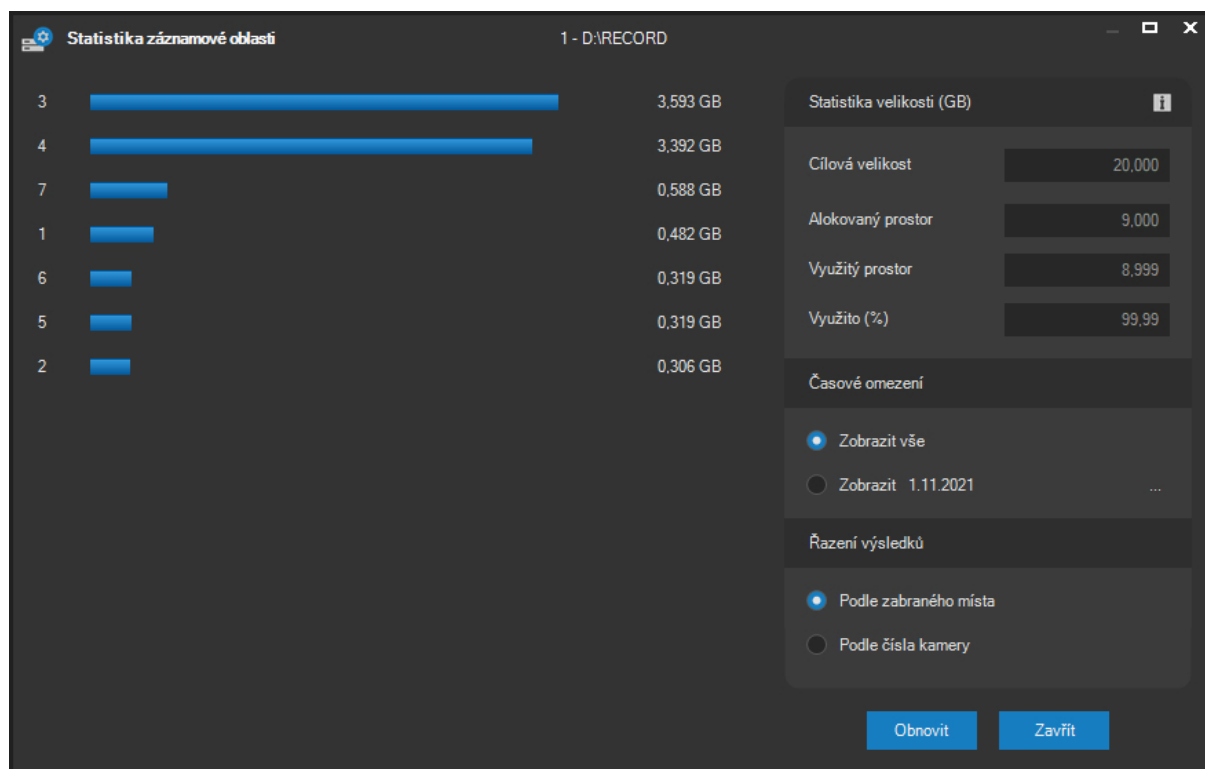 Statistika záznamové oblasti
1 - D:\RECORD
3 3,593 GB
4 3,392 GB
7 0,588 GB
1 0,482 GB
6 0,319 GB
5 0,319 GB
2 0,306 GB
Statistika velikosti (GB)
Cílová velikost 20,000
Alokovaný prostor 9,000
Využitý prostor 8,999
Využito (%) 99,99
Časové omezení
Zobrazit vše
Zobrazit 1.11.2021 ...
Řazení výsledků
Podle zabraného místa
Podle čísla kamery
Obnovit Zavřít